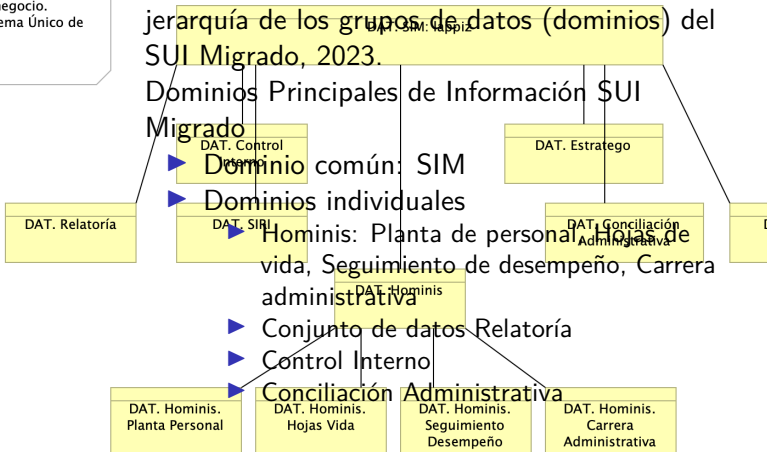 negocio.
ema Único de
jerarquía de los grupos de datos (dominios) del
SUI Migrado, 2023.
Dominios Principales de Información SUI
Migrado
Dominio común: SIM
Dominios individuales
Hominis: Planta de personal, Hojas de
vida, Seguimiento de desempeño, Carrera
administrativa
Conjunto de datos Relatoría
Control Interno
Conciliación Administrativa
DAT. SIM: Iappiz
DAT. Control
Interno
DAT. Estratego
DAT. Relatoría
DAT. SIRI
DAT. Conciliación
Administrativa
DAT. Hominis
DAT. Hominis.
Planta Personal
DAT. Hominis.
Hojas Vida
DAT. Hominis.
Seguimiento
Desempeño
DAT. Hominis.
Carrera
Administrativa